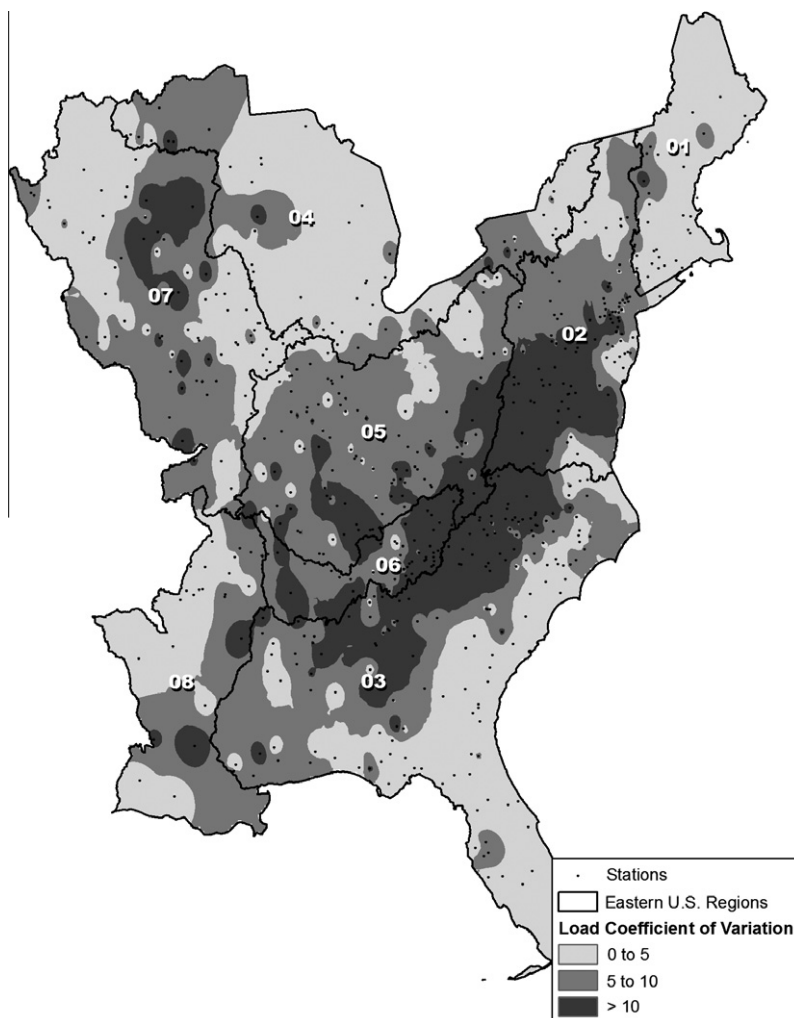 01
04
07
02
05
06
03
08
Stations
Eastern U.S. Regions
Load Coefficient of Variation
0 to 5
5 to 10
> 10